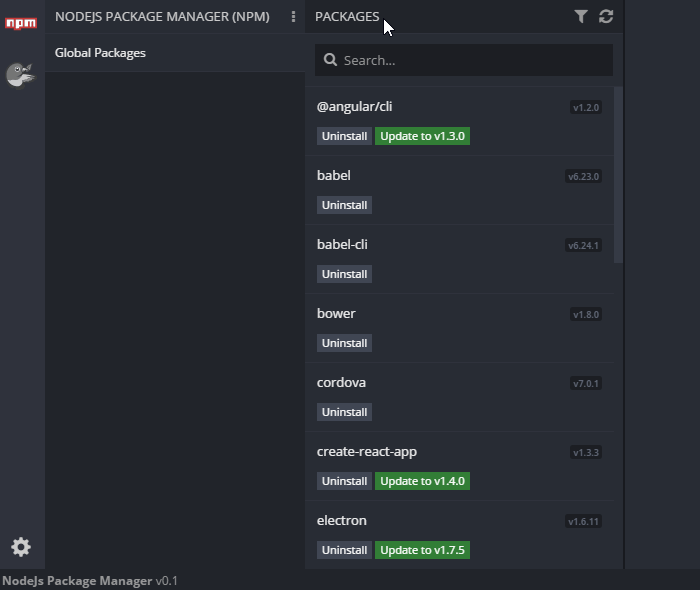 npm
NODEJS PACKAGE MANAGER (NPM)
PACKAGES
Global Packages
Search...
@angular/cli
v1.2.0
Uninstall
Update to v1.3.0
babel
v6.23.0
Uninstall
babel-cli
v6.24.1
Uninstall
bower
v1.8.0
Uninstall
cordova
v7.0.1
Uninstall
create-react-app
v1.3.3
Uninstall
Update to v1.4.0
electron
v1.6.11
Uninstall
Update to v1.7.5
NodeJs Package Manager v0.1